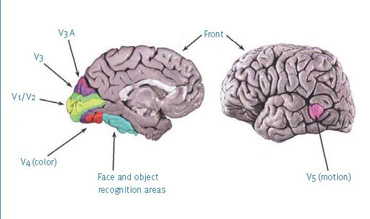 V3A
Front
V3
V1/V2
V4 (color)
Face and object
recognition areas
V5 (motion)